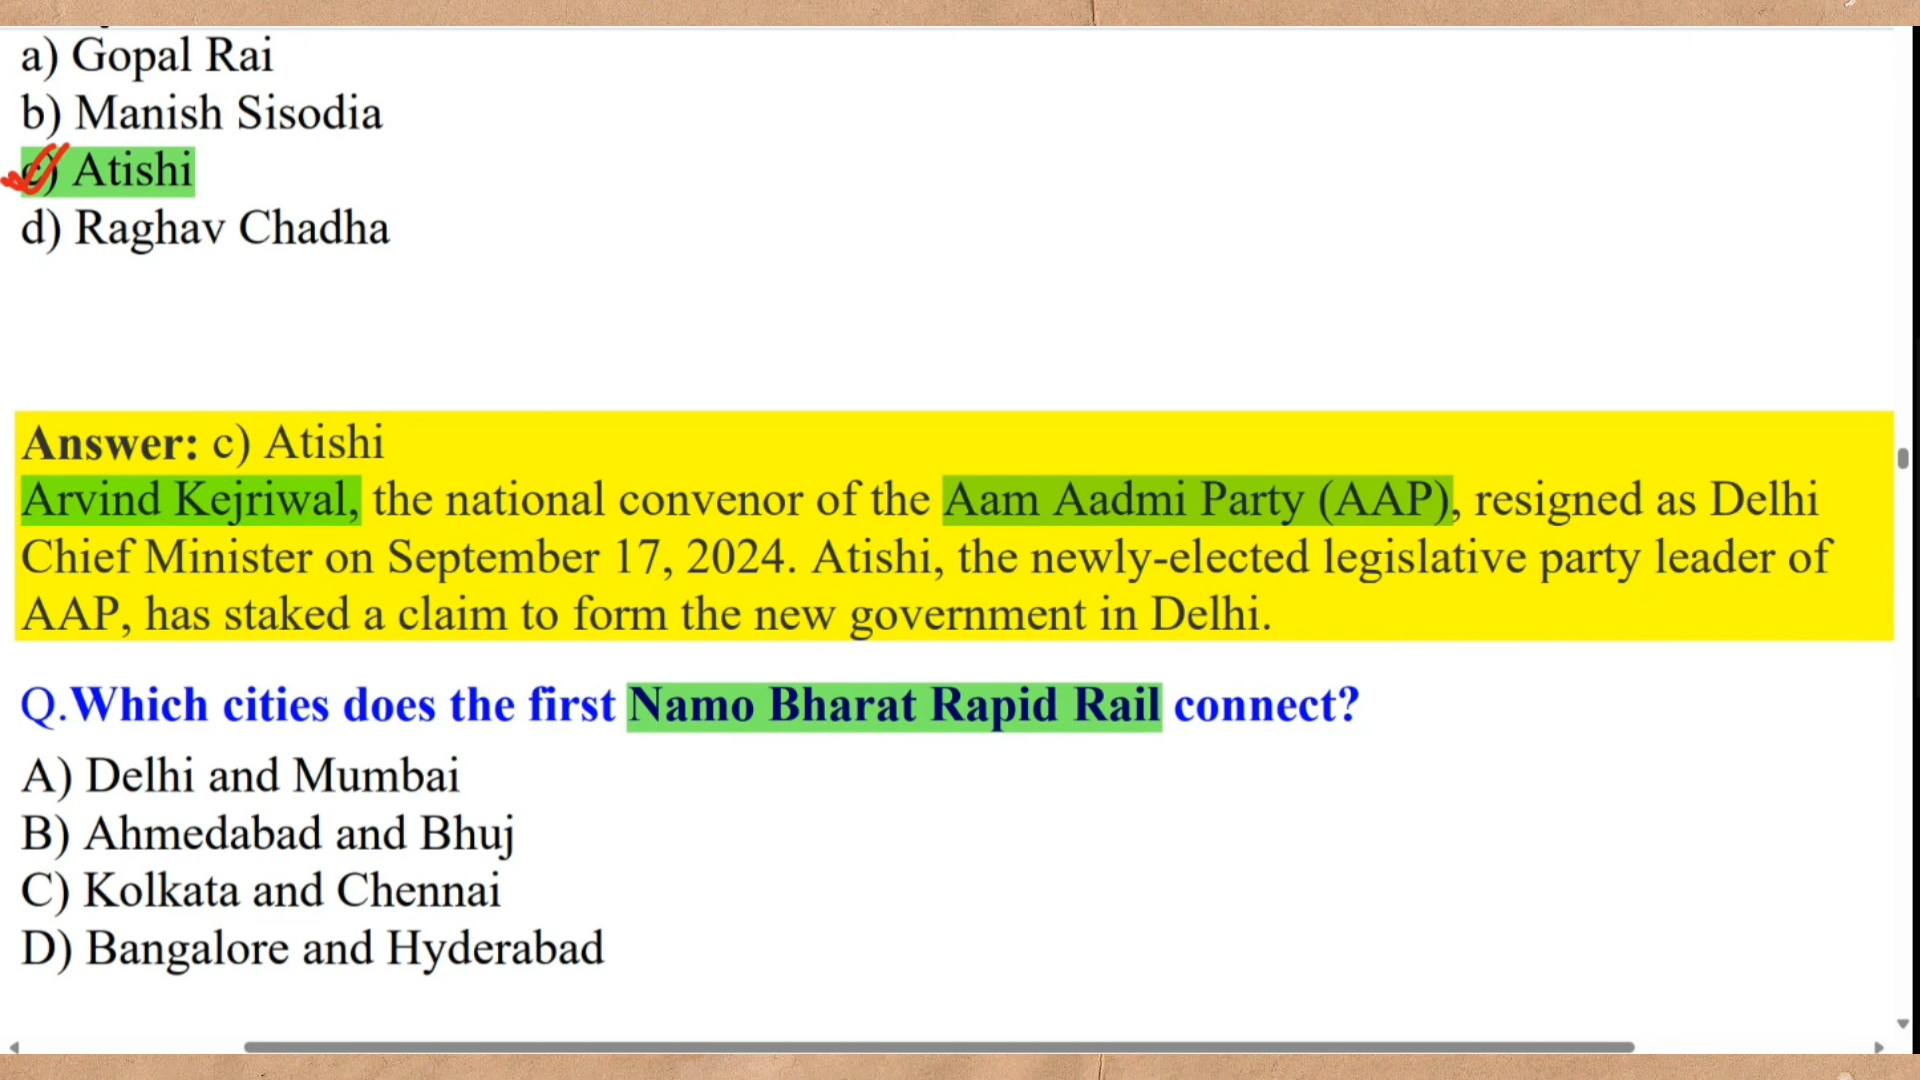 a) Gopal Rai
b) Manish Sisodia
c) Atishi
d) Raghav Chadha
Answer: c) Atishi
Arvind Kejriwal, the national convenor of the Aam Aadmi Party (AAP), resigned as Delhi
Chief Minister on September 17, 2024. Atishi, the newly-elected legislative party leader of
AAP, has staked a claim to form the new government in Delhi.
Q.Which cities does the first Namo Bharat Rapid Rail connect?
A) Delhi and Mumbai
B) Ahmedabad and Bhuj
C) Kolkata and Chennai
D) Bangalore and Hyderabad